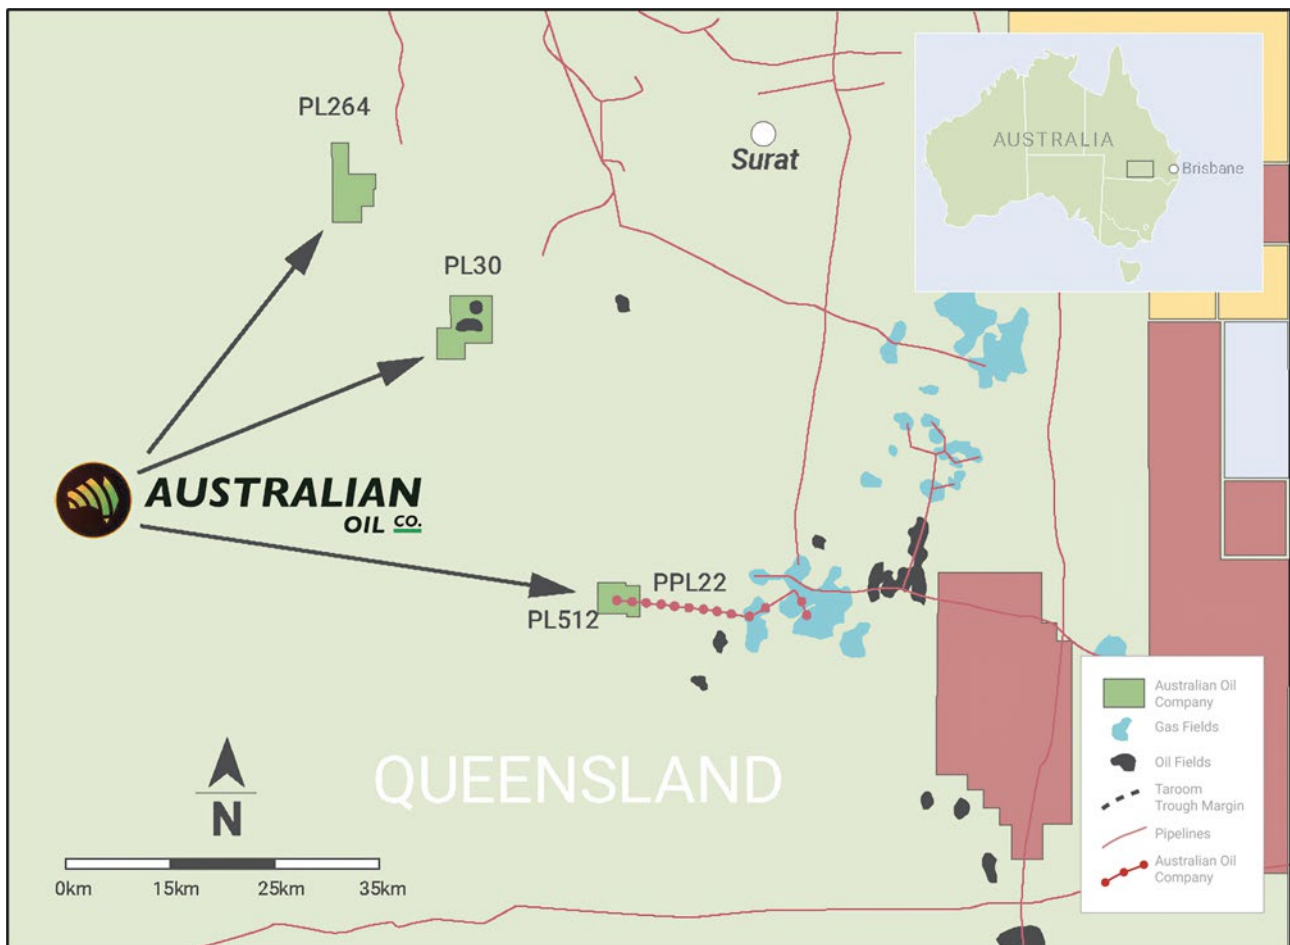 PL264
Surat
AUSTRALIA
Brisbane
PL30
AUSTRALIAN
OIL CO.
PPL22
PL512
QUEENSLAND
N
0km 15km 25km 35km
Australian Oil
Company
Gas Fields
Oil Fields
Taroom
Trough Margin
Pipelines
Australian Oil
Company